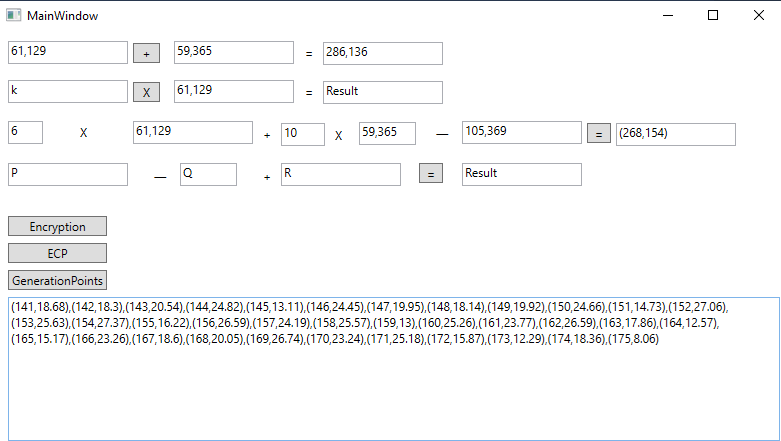 MainWindow
61,129 + 59,365 = 286,136
k X 61,129 = Result
6 X 61,129 + 10 X 59,365 — 105,369 = (268,154)
P — Q + R = Result
Encryption
ECP
GenerationPoints
(141,18.68),(142,18.3),(143,20.54),(144,24.82),(145,13.11),(146,24.45),(147,19.95),(148,18.14),(149,19.92),(150,24.66),(151,14.73),(152,27.06),
(153,25.63),(154,27.37),(155,16.22),(156,26.59),(157,24.19),(158,25.57),(159,13),(160,25.26),(161,23.77),(162,26.59),(163,17.86),(164,12.57),
(165,15.17),(166,23.26),(167,18.6),(168,20.05),(169,26.74),(170,23.24),(171,25.18),(172,15.87),(173,12.29),(174,18.36),(175,8.06)